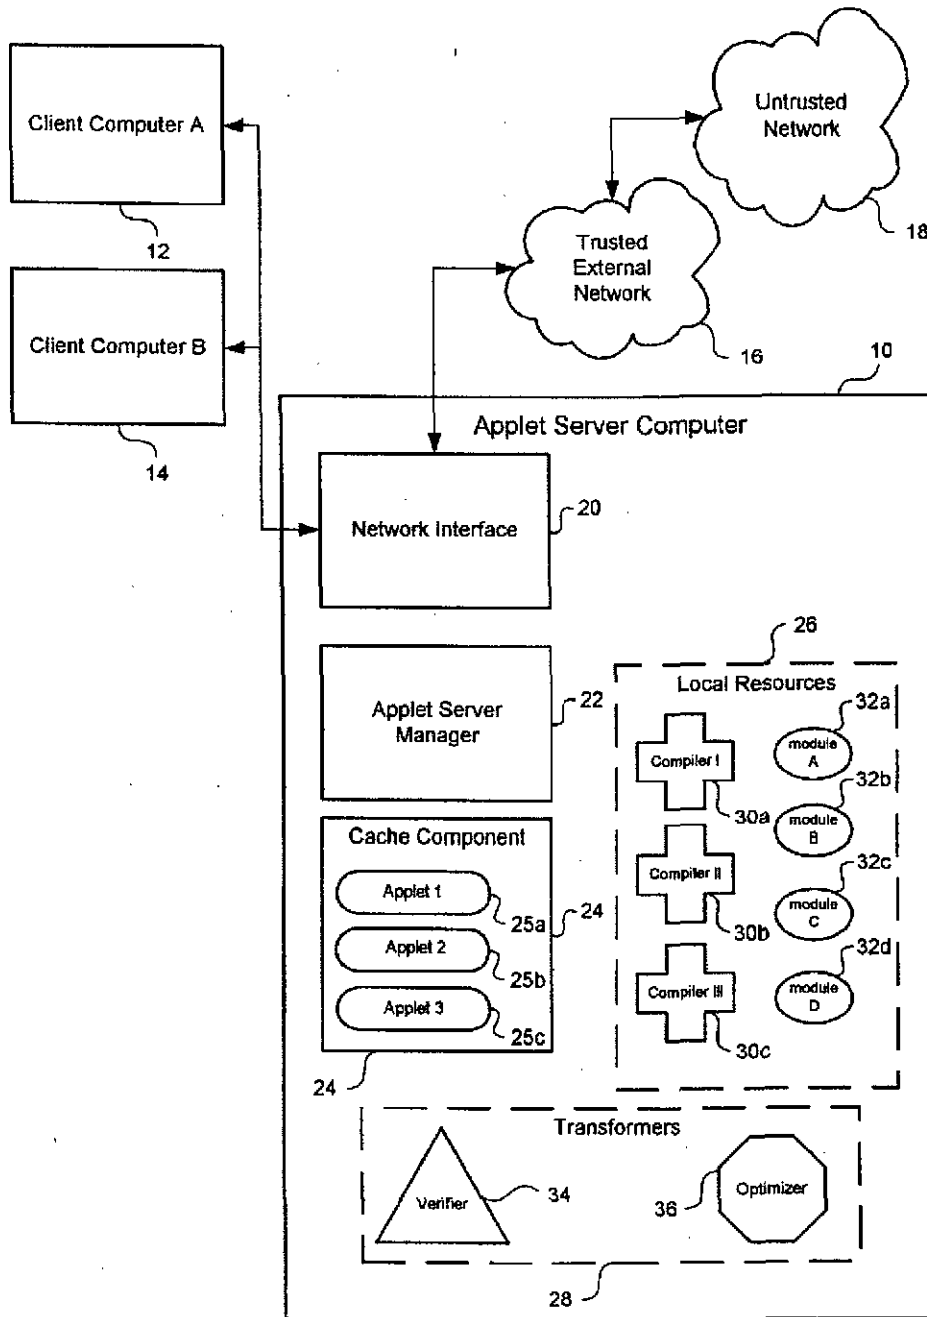 Client Computer A
12
Client Computer B
14
Untrusted
Network
18
Trusted
External
Network
16
10
Applet Server Computer
Network Interface
20
Applet Server
Manager
22
Cache Component
Applet 1
25a
Applet 2
25b
Applet 3
25c
24
24
26
Local Resources
Compiler I
30a
Compiler II
30b
Compiler III
30c
32a
module
A
32b
module
B
32c
module
C
32d
module
D
Transformers
Verifier
34
36
Optimizer
28